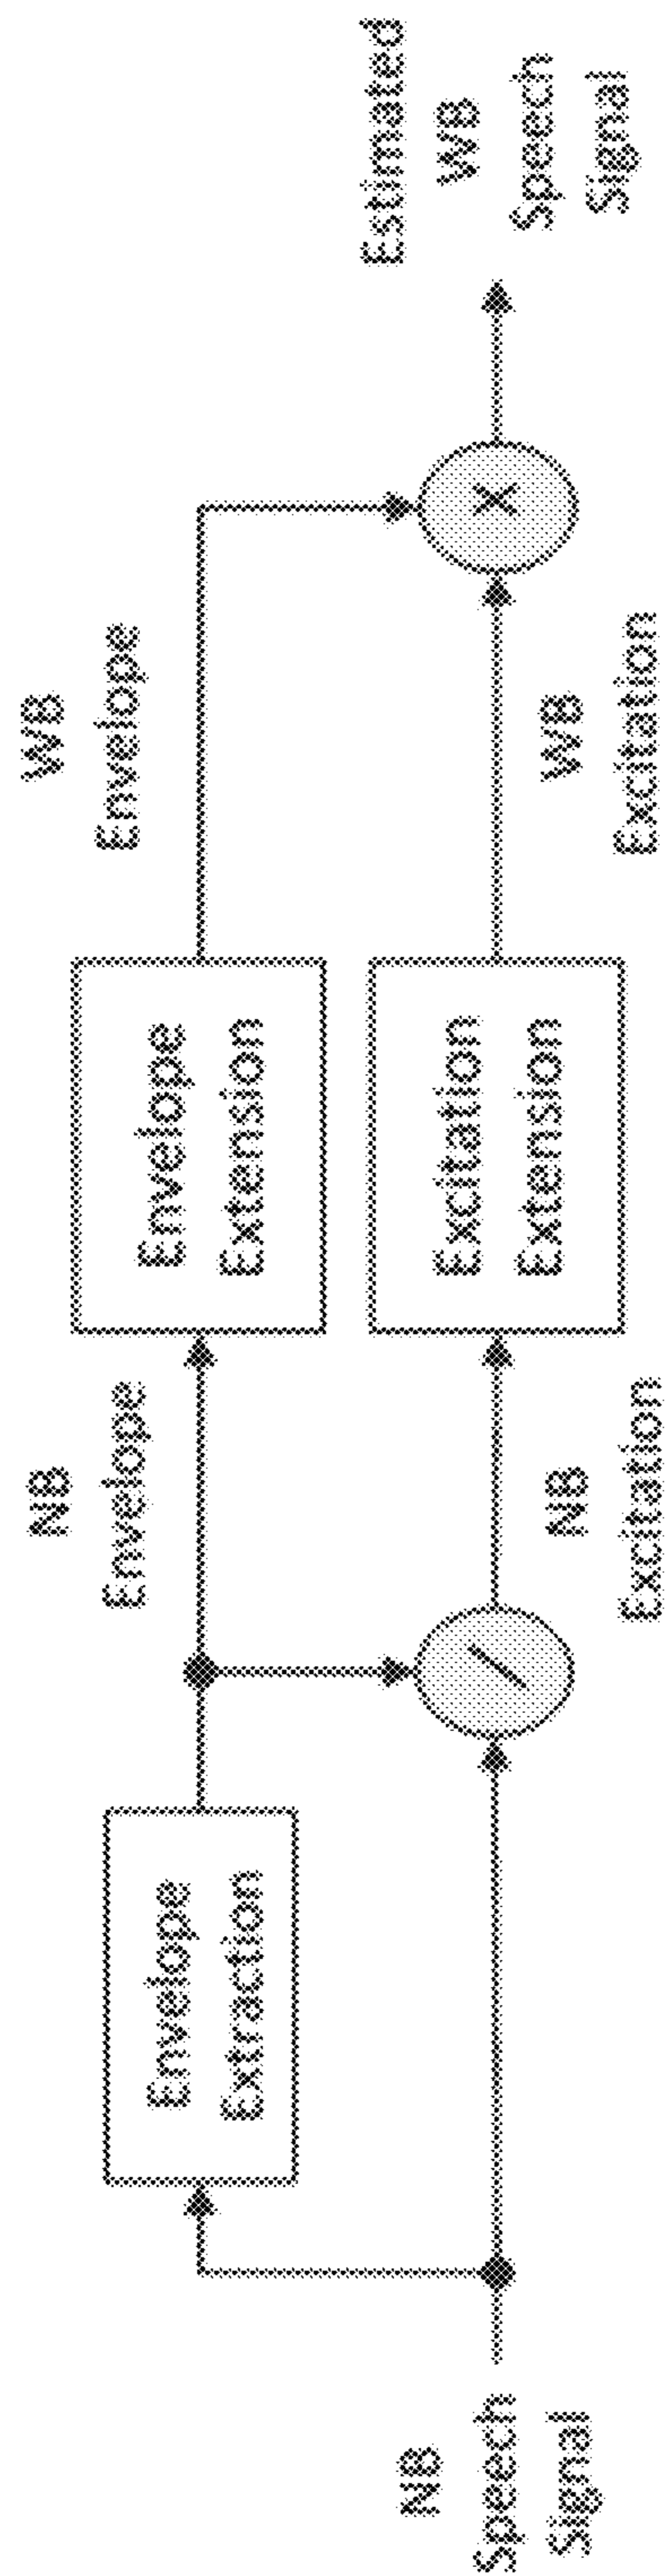 NB
Speech
Signal
Envelope
Extraction
/
NB
Envelope
NB
Excitation
Envelope
Extension
Excitation
Extension
WB
Envelope
WB
Excitation
x
Estimated
WB
Speech
Signal